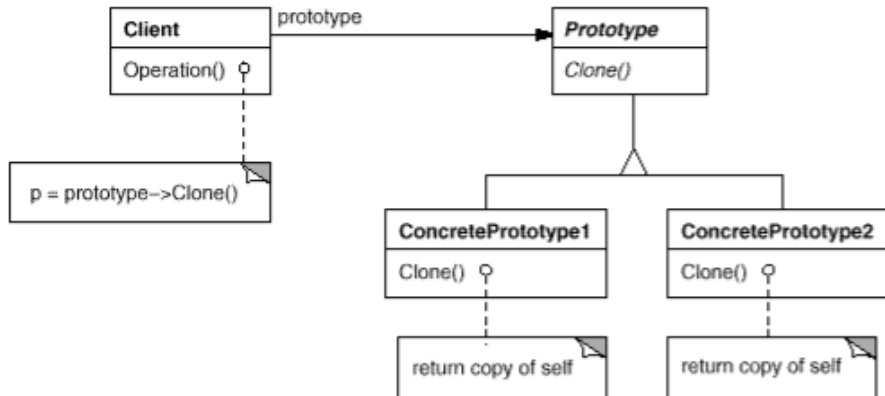 Client
prototype
Prototype
Operation()
Clone()
p = prototype->Clone()
ConcretePrototype1
ConcretePrototype2
Clone()
Clone()
return copy of self
return copy of self